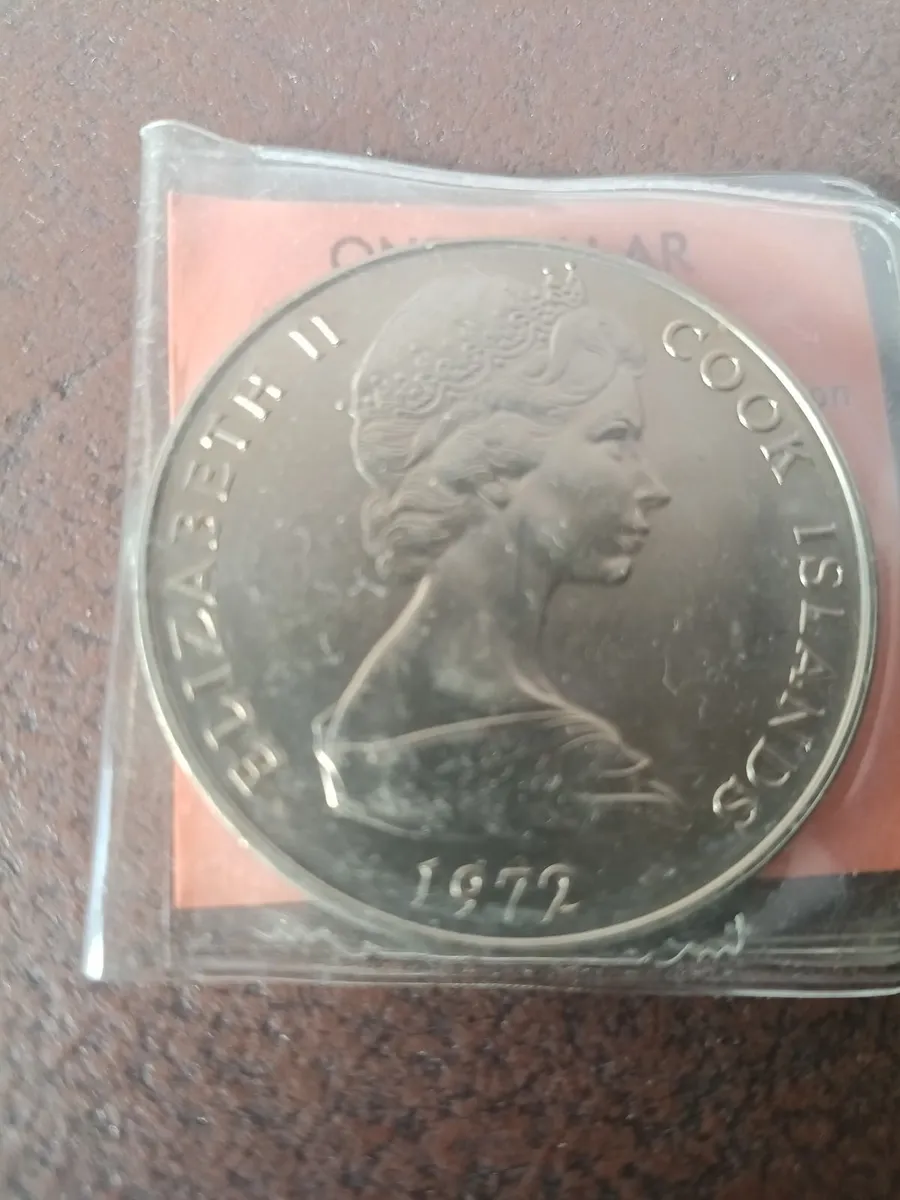 ELIZABETH II
COOK ISLANDS
1972